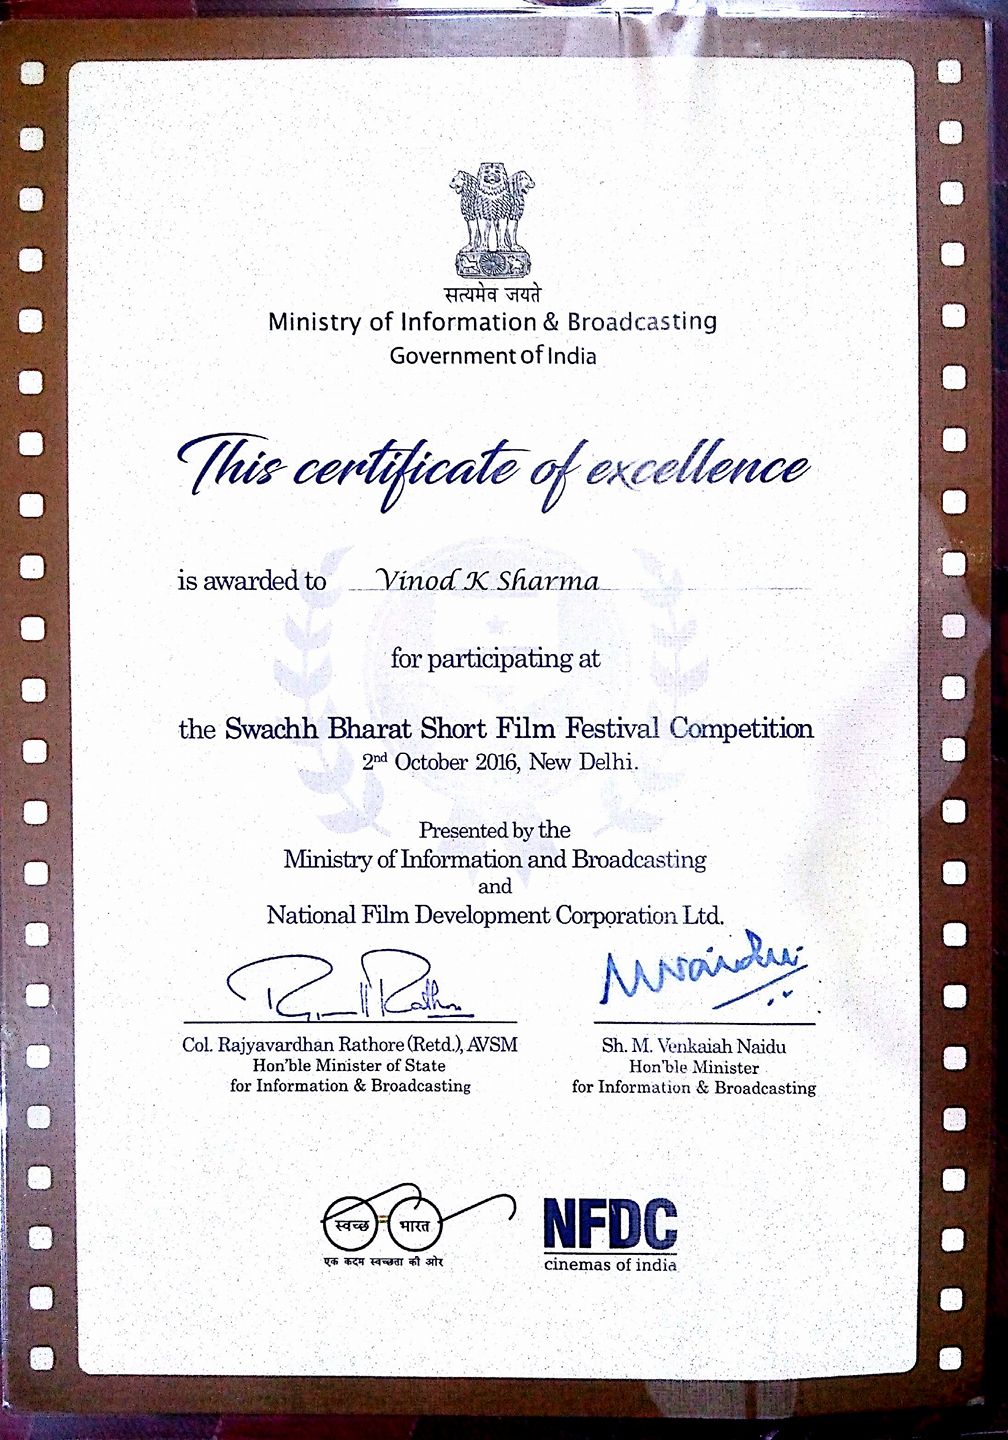 सत्यमेव जयते
Ministry of Information & Broadcasting
Government of India
This certificate of excellence
is awarded to Vinod K Sharma
for participating at
the Swachh Bharat Short Film Festival Competition
2nd October 2016, New Delhi.
Presented by the
Ministry of Information and Broadcasting
and
National Film Development Corporation Ltd.
Col. Rajyavardhan Rathore (Retd.), AVSM
Hon'ble Minister of State
for Information & Broadcasting
Sh. M. Venkaiah Naidu
Hon'ble Minister
for Information & Broadcasting
स्वच्छ भारत
एक कदम स्वच्छता की ओर
NFDC
cinemas of india